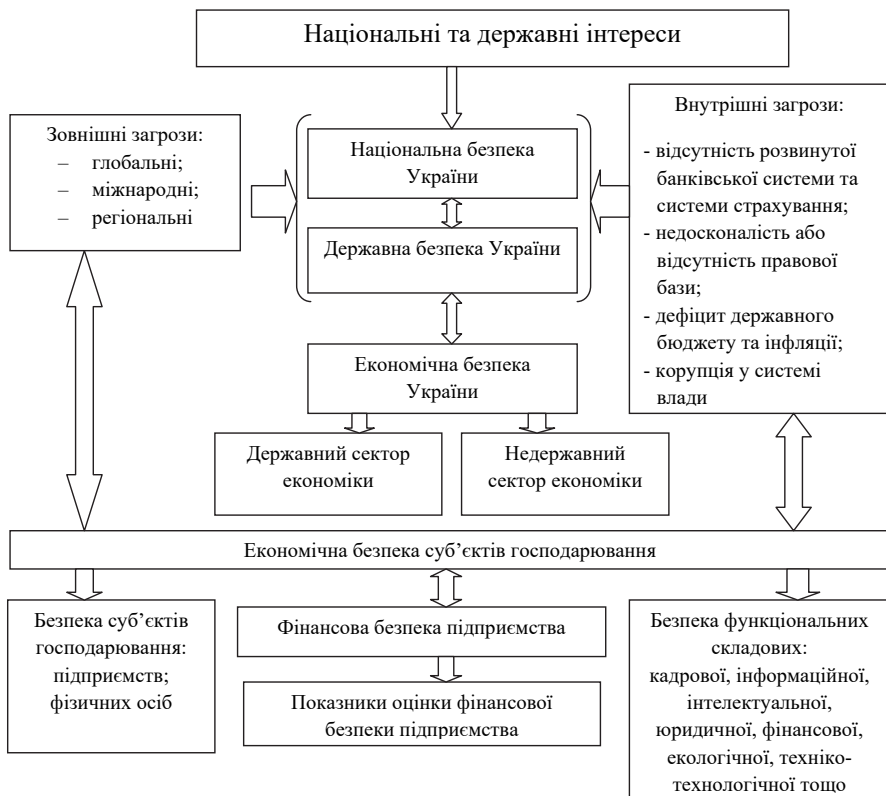 Національні та державні інтереси
Зовнішні загрози:
– глобальні;
– міжнародні;
– регіональні
Національна безпека
України
Державна безпека України
Внутрішні загрози:
- відсутність розвинутої
банківської системи та
системи страхування;
- недосконалість або
відсутність правової
бази;
- дефіцит державного
бюджету та інфляції;
- корупція у системі
влади
Економічна безпека
України
Державний сектор
економіки
Недержавний
сектор економіки
Економічна безпека суб’єктів господарювання
Безпека суб’єктів
господарювання:
підприємств;
фізичних осіб
Фінансова безпека підприємства
Показники оцінки фінансової
безпеки підприємства
Безпека функціональних
складових:
кадрової, інформаційної,
інтелектуальної,
юридичної, фінансової,
екологічної, техніко-
технологічної тощо